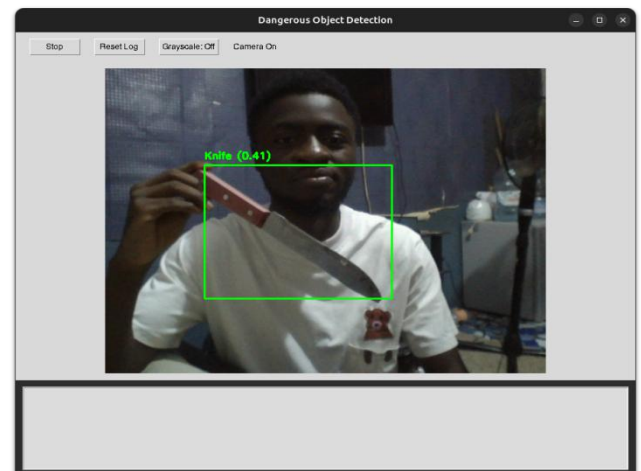 Dangerous Object Detection
Stop Reset Log Grayscale: Off Camera On
Knife (0.41)